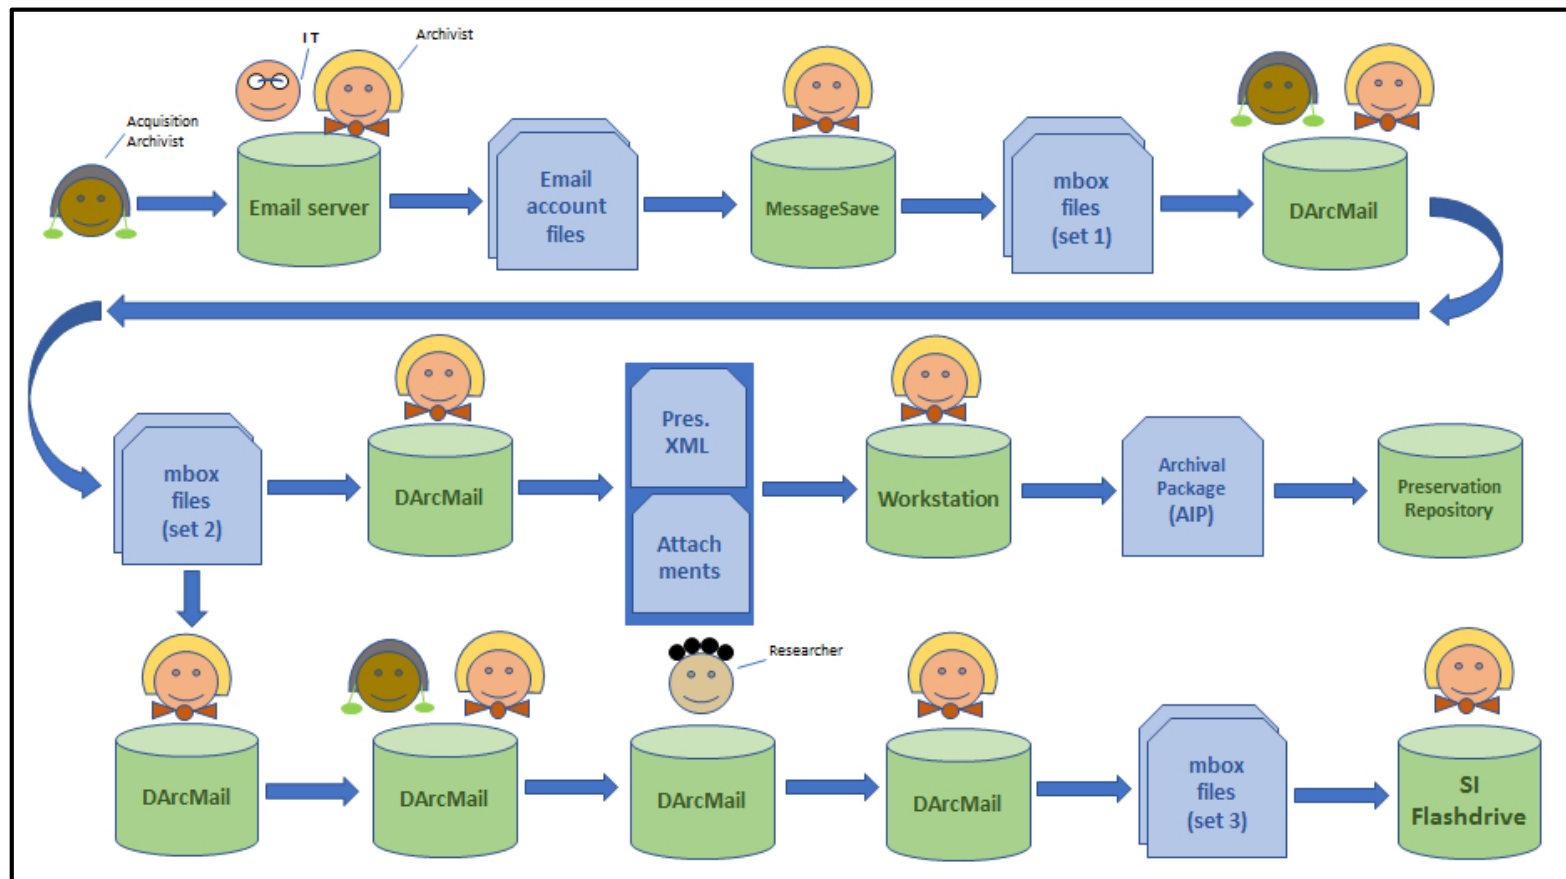 I T
Archivist
Acquisition
Archivist
Email server
Email
account
files
MessageSave
mbox
files
(set 1)
DArcMail
mbox
files
(set 2)
DArcMail
Pres.
XML
Attach
ments
Workstation
Archival
Package
(AIP)
Preservation
Repository
Researcher
DArcMail
DArcMail
DArcMail
DArcMail
mbox
files
(set 3)
SI
Flashdrive